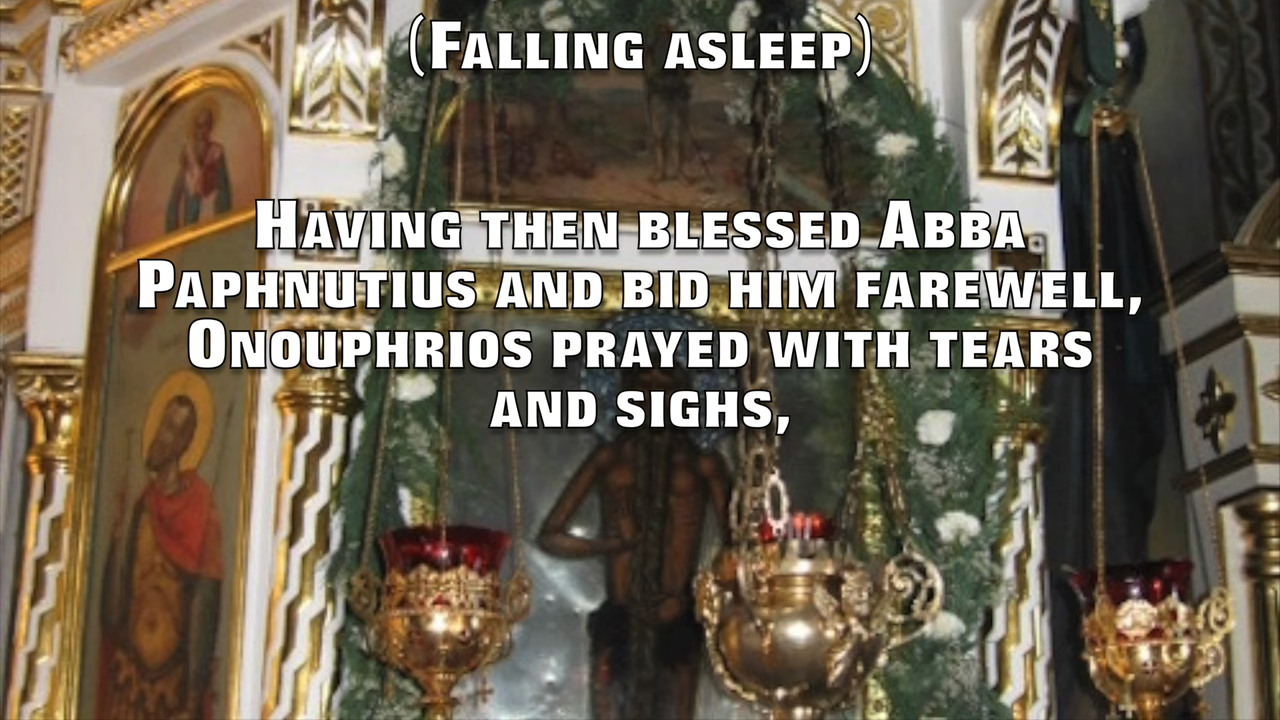 (Falling asleep)
Having then blessed Abba
Paphnutius and bid him farewell,
Onouphrios prayed with tears
and sighs,